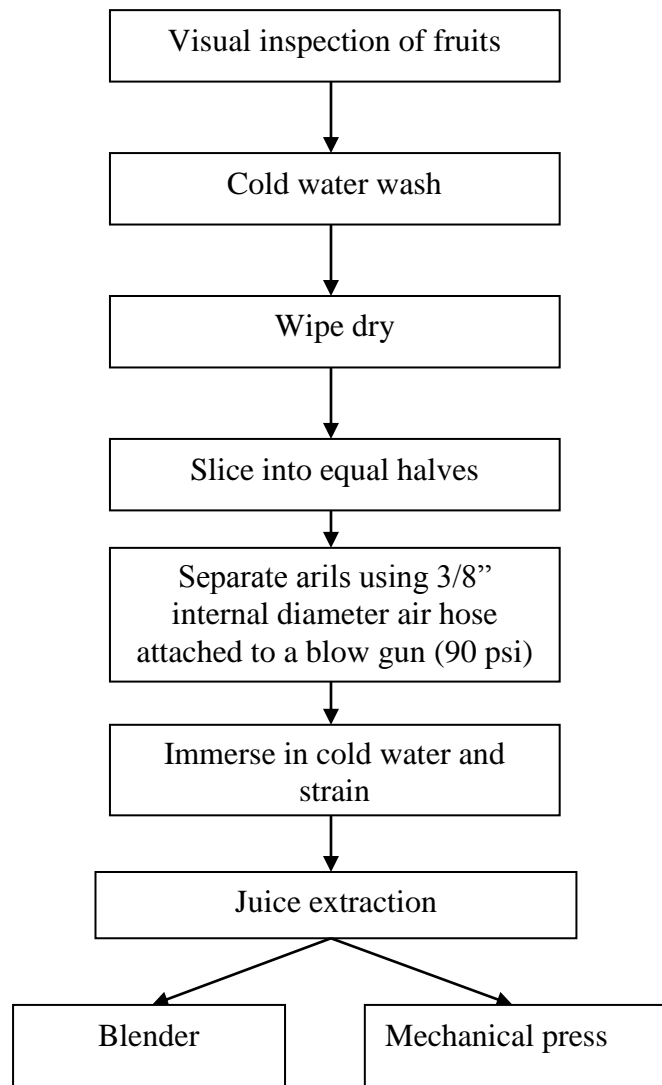 Visual inspection of fruits
Cold water wash
Wipe dry
Slice into equal halves
Separate arils using 3/8”
internal diameter air hose
attached to a blow gun (90 psi)
Immerse in cold water and
strain
Juice extraction
Blender
Mechanical press